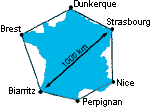 Dunkerque
Strasbourg
Brest
1000 km
Biarritz
Nice
Perpignan